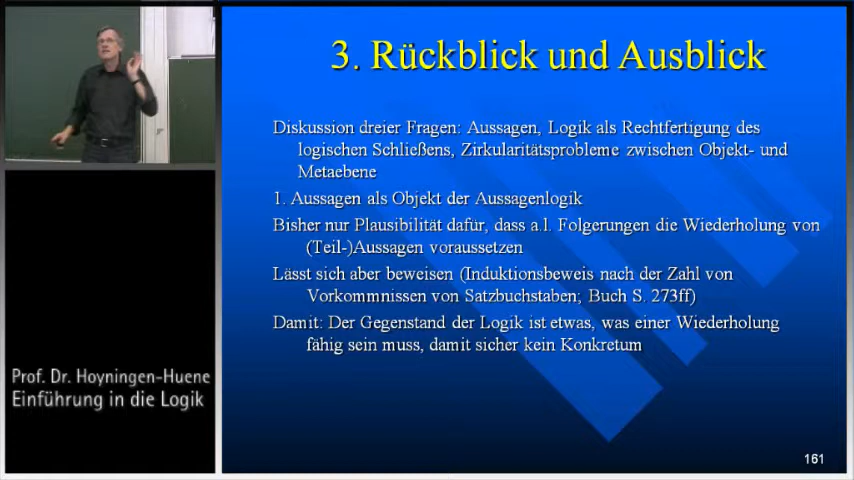 3. Rückblick und Ausblick
Diskussion dreier Fragen: Aussagen, Logik als Rechtfertigung des
logischen Schließens, Zirkularitätsprobleme zwischen Objekt- und
Metaebene
1. Aussagen als Objekt der Aussagenlogik
Bisher nur Plausibilität dafür, dass a.l. Folgerungen die Wiederholung von
(Teil-)Aussagen voraussetzen
Lässt sich aber beweisen (Induktionsbeweis nach der Zahl von
Vorkommnissen von Satzbuchstaben; Buch S. 273ff)
Damit: Der Gegenstand der Logik ist etwas, was einer Wiederholung
fähig sein muss, damit sicher kein Konkretum
Prof. Dr. Hoyningen-Huene
Einführung in die Logik
161